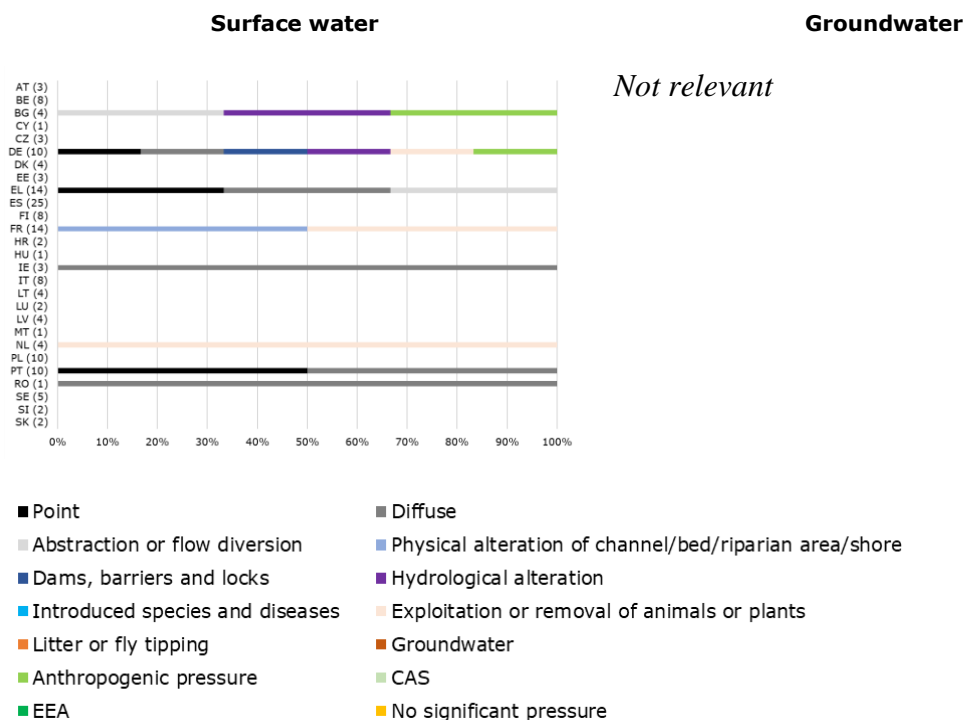 Surface water Groundwater
Not relevant
AT (3)
BE (8)
BG (4)
CY (1)
CZ (3)
DE (10)
DK (4)
EE (3)
EL (14)
ES (25)
FI (8)
FR (14)
HR (2)
HU (1)
IE (3)
IT (8)
LT (4)
LU (2)
LV (4)
MT (1)
NL (4)
PL (10)
PT (10)
RO (1)
SE (5)
SI (2)
SK (2)
0% 10% 20% 30% 40% 50% 60% 70% 80% 90% 100%
Point Diffuse
Abstraction or flow diversion Physical alteration of channel/bed/riparian area/shore
Dams, barriers and locks Hydrological alteration
Introduced species and diseases Exploitation or removal of animals or plants
Litter or fly tipping Groundwater
Anthropogenic pressure CAS
EEA No significant pressure